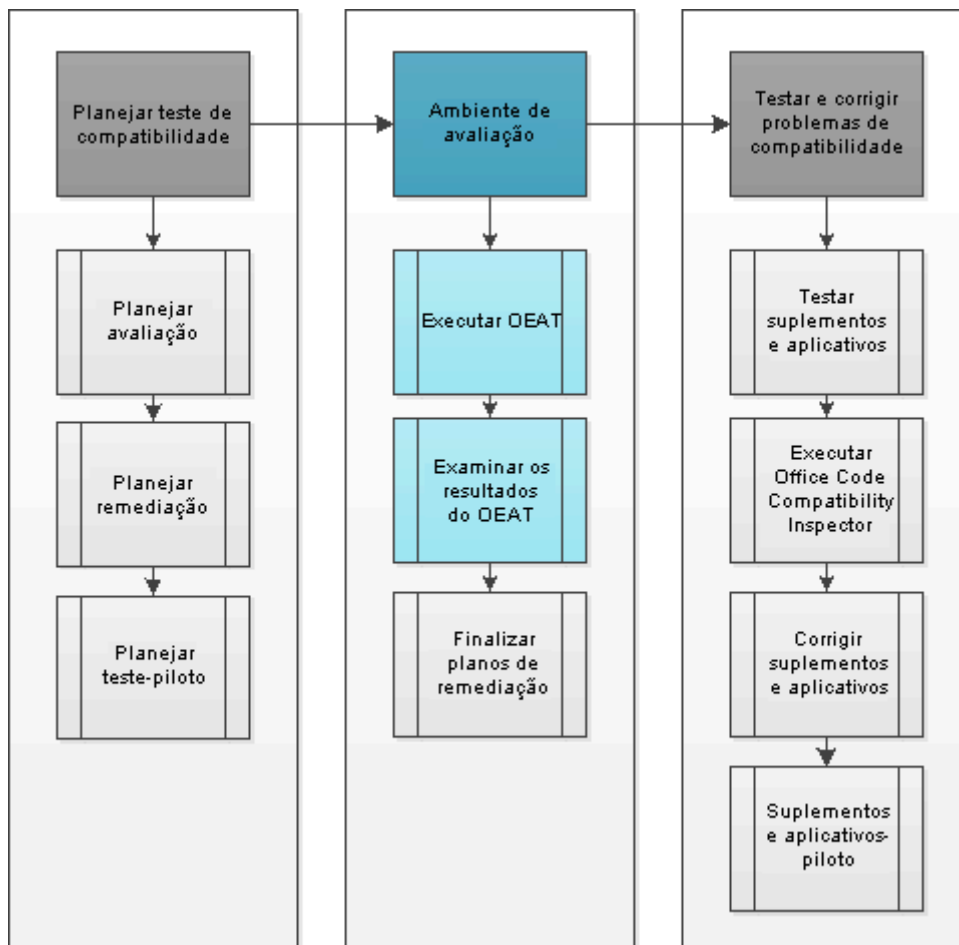 Planejar teste de
compatibilidade
Planejar
avaliação
Planejar
remediação
Planejar
teste-piloto
Ambiente de
avaliação
Executar OEAT
Examinar os
resultados
do OEAT
Finalizar
planos de
remediação
Testar e corrigir
problemas de
compatibilidade
Testar
suplementos
e aplicativos
Executar
Office Code
Compatibility
Inspector
Corrigir
suplementos
e aplicativos
Suplementos
e aplicativos-
piloto